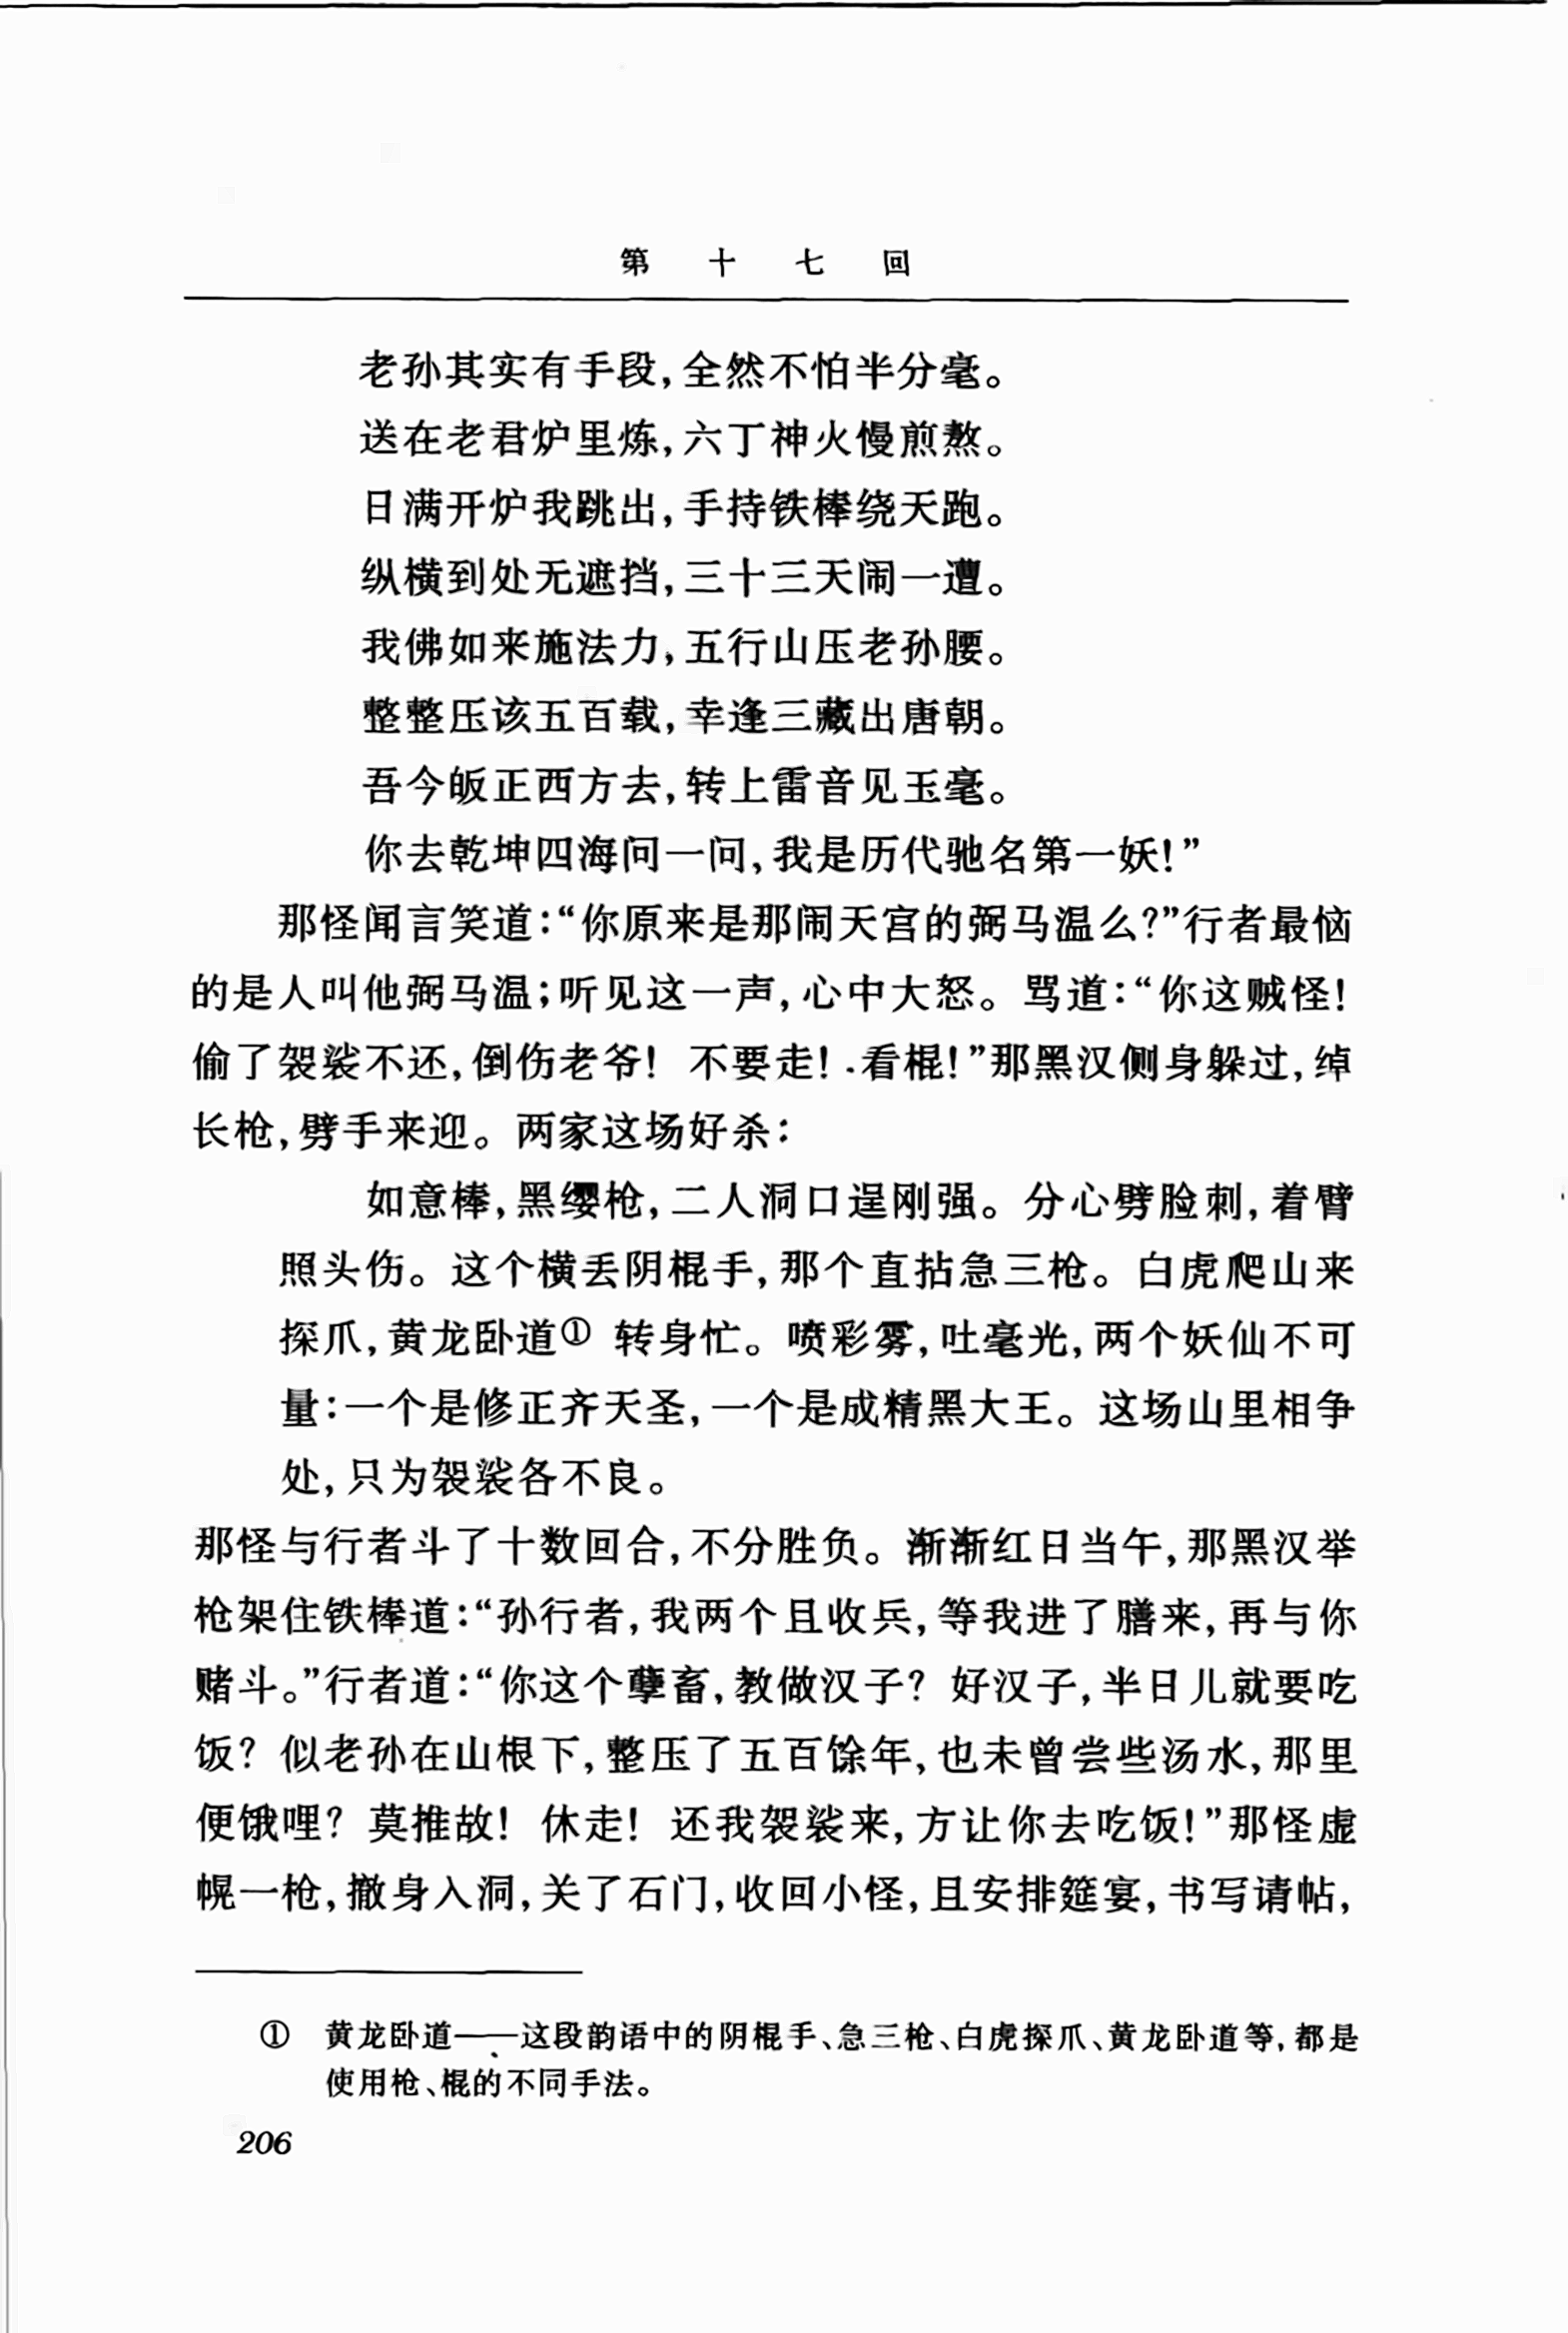 第十七回
老孙其实有手段,全然不怕半分毫。
送在老君炉里炼,六丁神火慢煎熬。
日满开炉我跳出,手持铁棒绕天跑。
纵横到处无遮挡,三十三天闹一遭。
我佛如来施法力,五行山压老孙腰。
整整压该五百载,幸逢三藏出唐朝。
吾今皈正西方去,转上雷音见玉毫。
你去乾坤四海问一问,我是历代驰名第一妖!”
那怪闻言笑道:“你原来是那闹天宫的弼马温么?”行者最恼
的是人叫他弼马温;听见这一声,心中大怒。骂道:“你这贼怪!
偷了袈裟不还,倒伤老爷! 不要走! 看棍!”那黑汉侧身躲过,绰
长枪,劈手来迎。两家这场好杀:
如意棒,黑缨枪,二人洞口逞刚强。分心劈脸刺,着臂
照头伤。这个横丢阴棍手,那个直拈急三枪。白虎爬山来
探爪,黄龙卧道① 转身忙。喷彩雾,吐毫光,两个妖仙不可
量:一个是修正齐天圣,一个是成精黑大王。这场山里相争
处,只为袈裟各不良。
那怪与行者斗了十数回合,不分胜负。渐渐红日当午,那黑汉举
枪架住铁棒道:“孙行者,我两个且收兵,等我进了膳来,再与你
赌斗。”行者道:“你这个孽畜,教做汉子? 好汉子,半日儿就要吃
饭? 似老孙在山根下,整压了五百馀年,也未曾尝些汤水,那里
便饿哩? 莫推故! 休走! 还我袈裟来,方让你去吃饭!”那怪虚
幌一枪,撤身入洞,关了石门,收回小怪,且安排筵宴,书写请帖,
① 黄龙卧道——这段韵语中的阴棍手、急三枪、白虎探爪、黄龙卧道等,都是
使用枪、棍的不同手法。
206